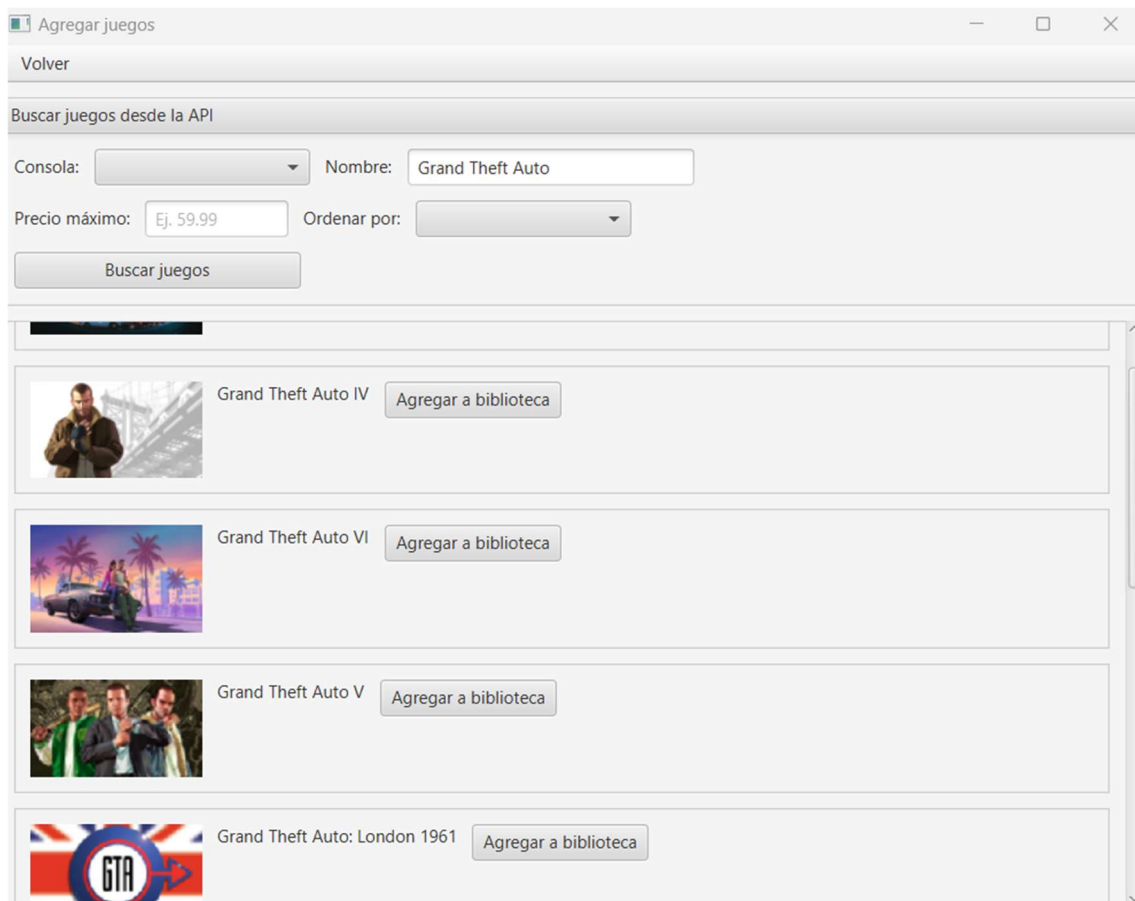 Agregar juegos
Volver
Buscar juegos desde la API
Consola: Nombre: Grand Theft Auto
Precio máximo: Ej. 59.99 Ordenar por:
Buscar juegos
Grand Theft Auto IV Agregar a biblioteca
Grand Theft Auto VI Agregar a biblioteca
Grand Theft Auto V Agregar a biblioteca
Grand Theft Auto: London 1961 Agregar a biblioteca
GTA